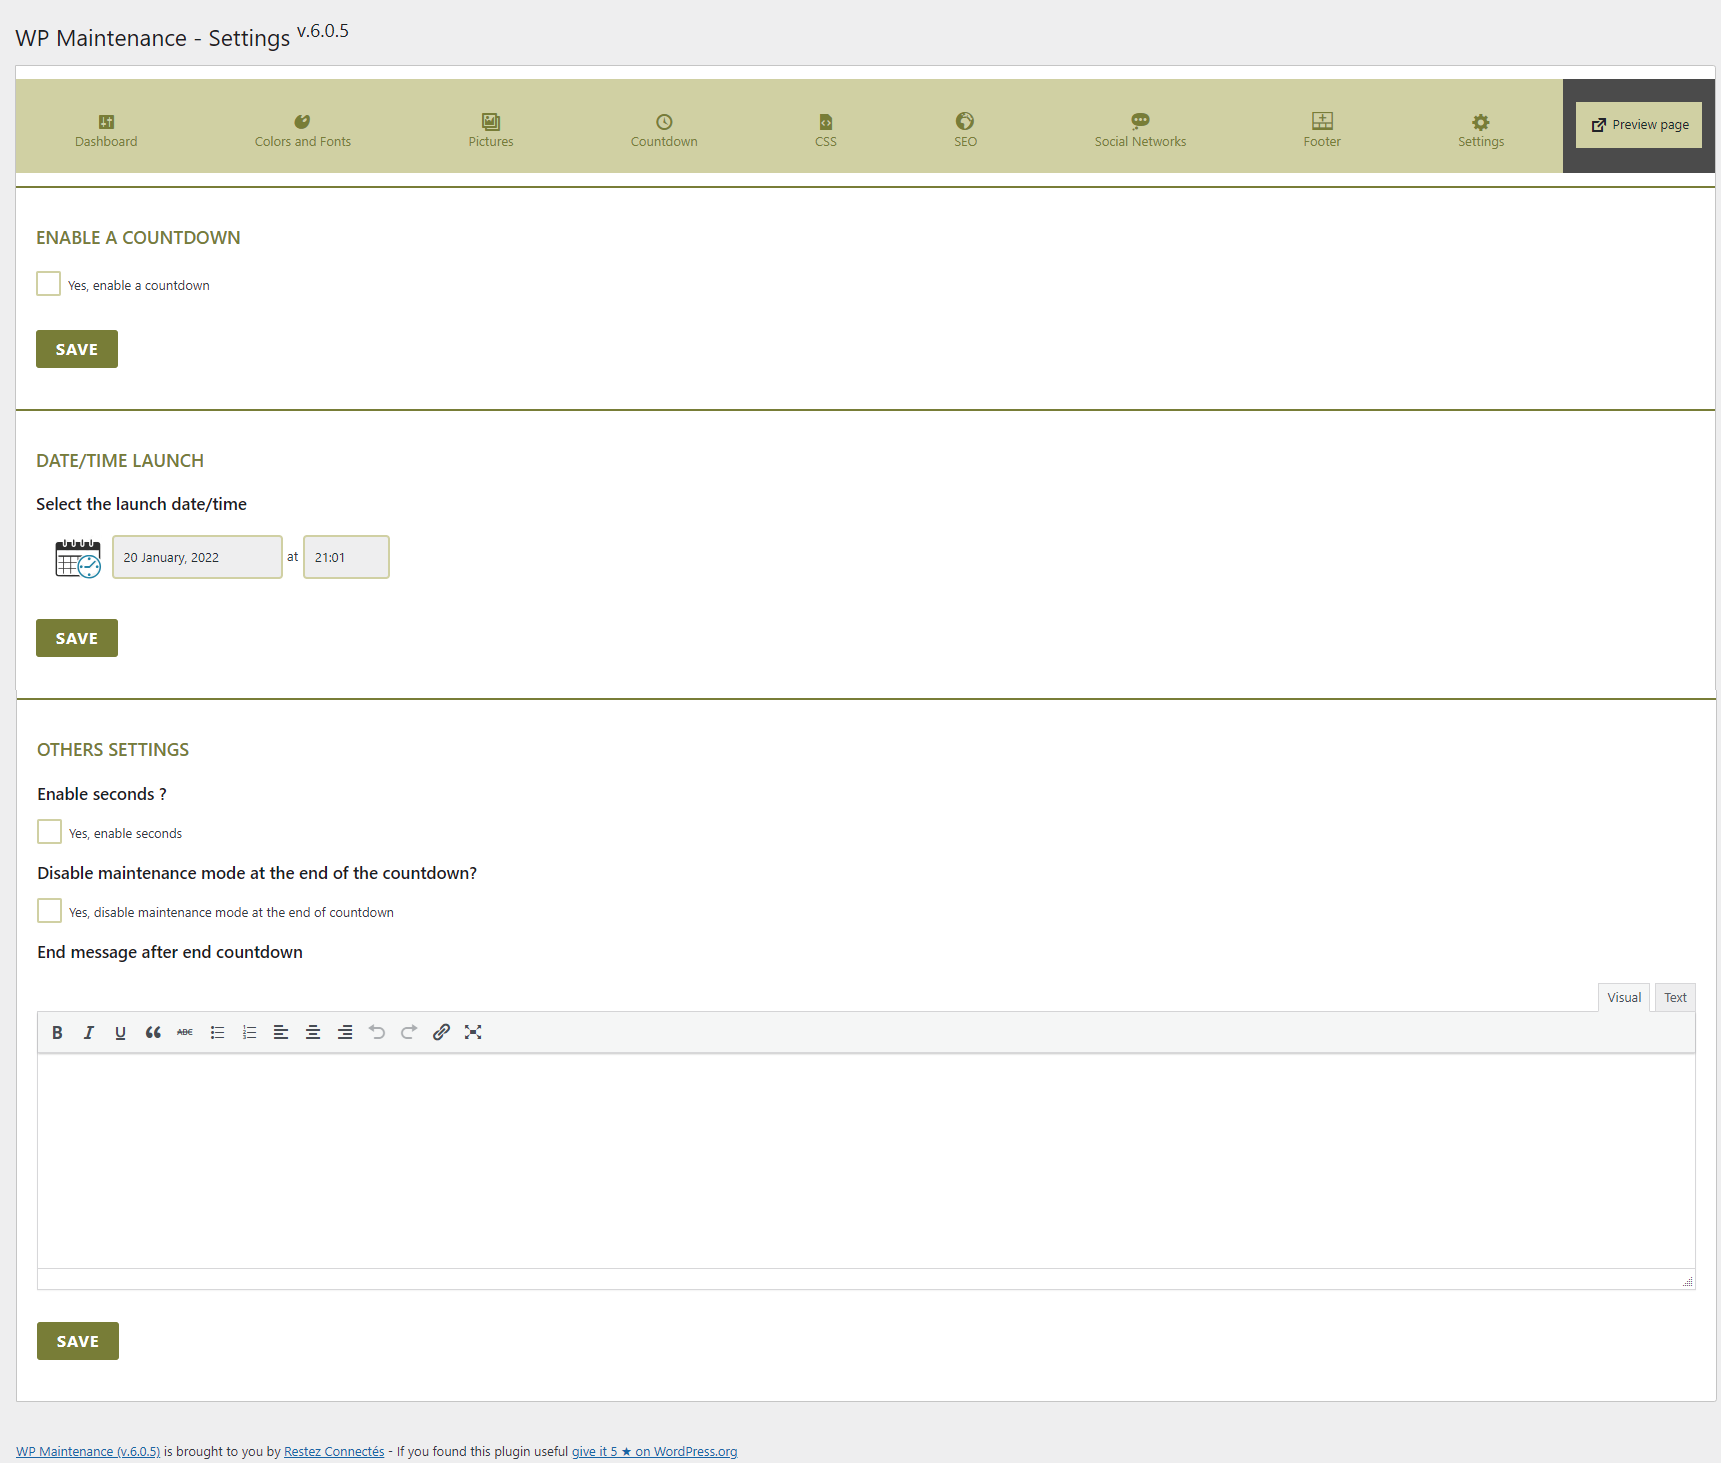 WP Maintenance - Settings v.6.0.5
Dashboard
Colors and Fonts
Pictures
Countdown
CSS
SEO
Social Networks
Footer
Settings
Preview page
ENABLE A COUNTDOWN
Yes, enable a countdown
SAVE
DATE/TIME LAUNCH
Select the launch date/time
20 January, 2022 at 21:01
SAVE
OTHERS SETTINGS
Enable seconds ?
Yes, enable seconds
Disable maintenance mode at the end of the countdown?
Yes, disable maintenance mode at the end of countdown
End message after end countdown
Visual Text
B I U ABC
SAVE
WP Maintenance (v.6.0.5) is brought to you by Restez Connectés - If you found this plugin useful give it 5 ★ on WordPress.org